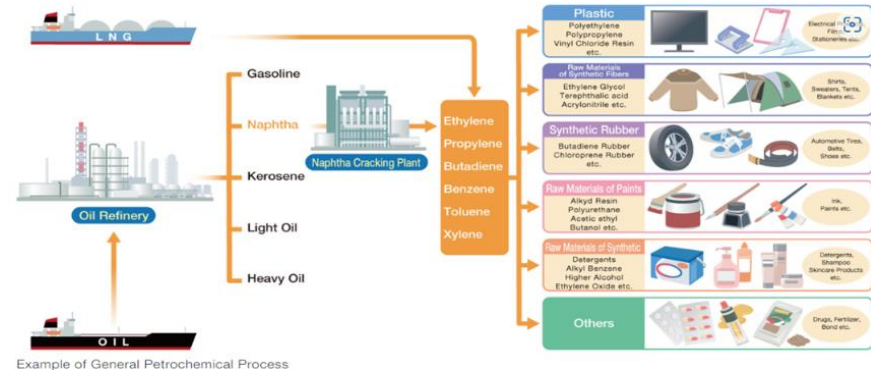 LNG
Gasoline
Naphtha
Kerosene
Light Oil
Heavy Oil
Oil Refinery
Naphtha Cracking Plant
OIL
Example of General Petrochemical Process
Ethylene
Propylene
Butadiene
Benzene
Toluene
Xylene
Plastic
Polyethylene
Polypropylene
Vinyl Chloride Resin
etc.
Electrical
Stationeries etc.
Raw Materials
of Synthetic Fibers
Ethylene Glycol
Terephthalic acid
Acrylonitrile etc.
Shirts,
Sweaters, Tents,
Blankets etc.
Synthetic Rubber
Butadiene Rubber
Chloroprene Rubber
etc.
Automotive Tires,
Belts,
Shoes etc.
Raw Materials of Paints
Alkyd Resin
Polyurethane
Acetic ethyl
Butanol etc.
Ink,
Paints etc.
Raw Materials of Synthetic
Detergents
Alkyl Benzene
Higher Alcohol
Ethylene Oxide etc.
Detergents,
Shampoo
Skincare Products
etc.
Others
Drugs, Fertilizer,
Bond etc.